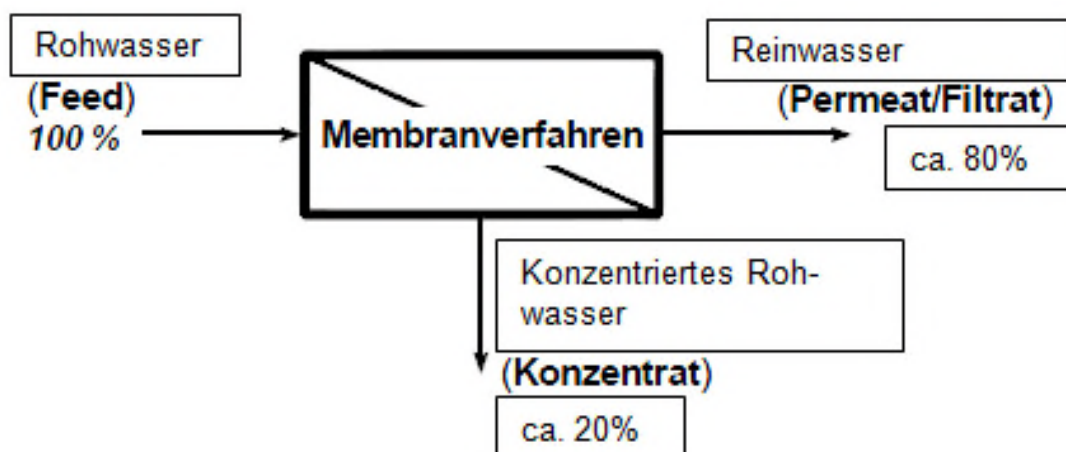 Rohwasser
(Feed)
100 %
Membranverfahren
Reinwasser
(Permeat/Filtrat)
ca. 80%
Konzentriertes Roh-
wasser
(Konzentrat)
ca. 20%